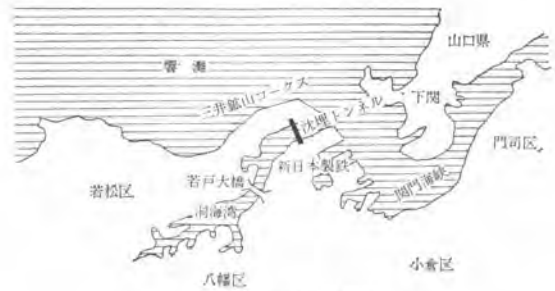 山口県
響灘
三井鉱山コークス
下関
沈埋トンネル
門司区
新日本製鉄
若戸大橋
若松区
関門海峡
洞海湾
小倉区
八幡区